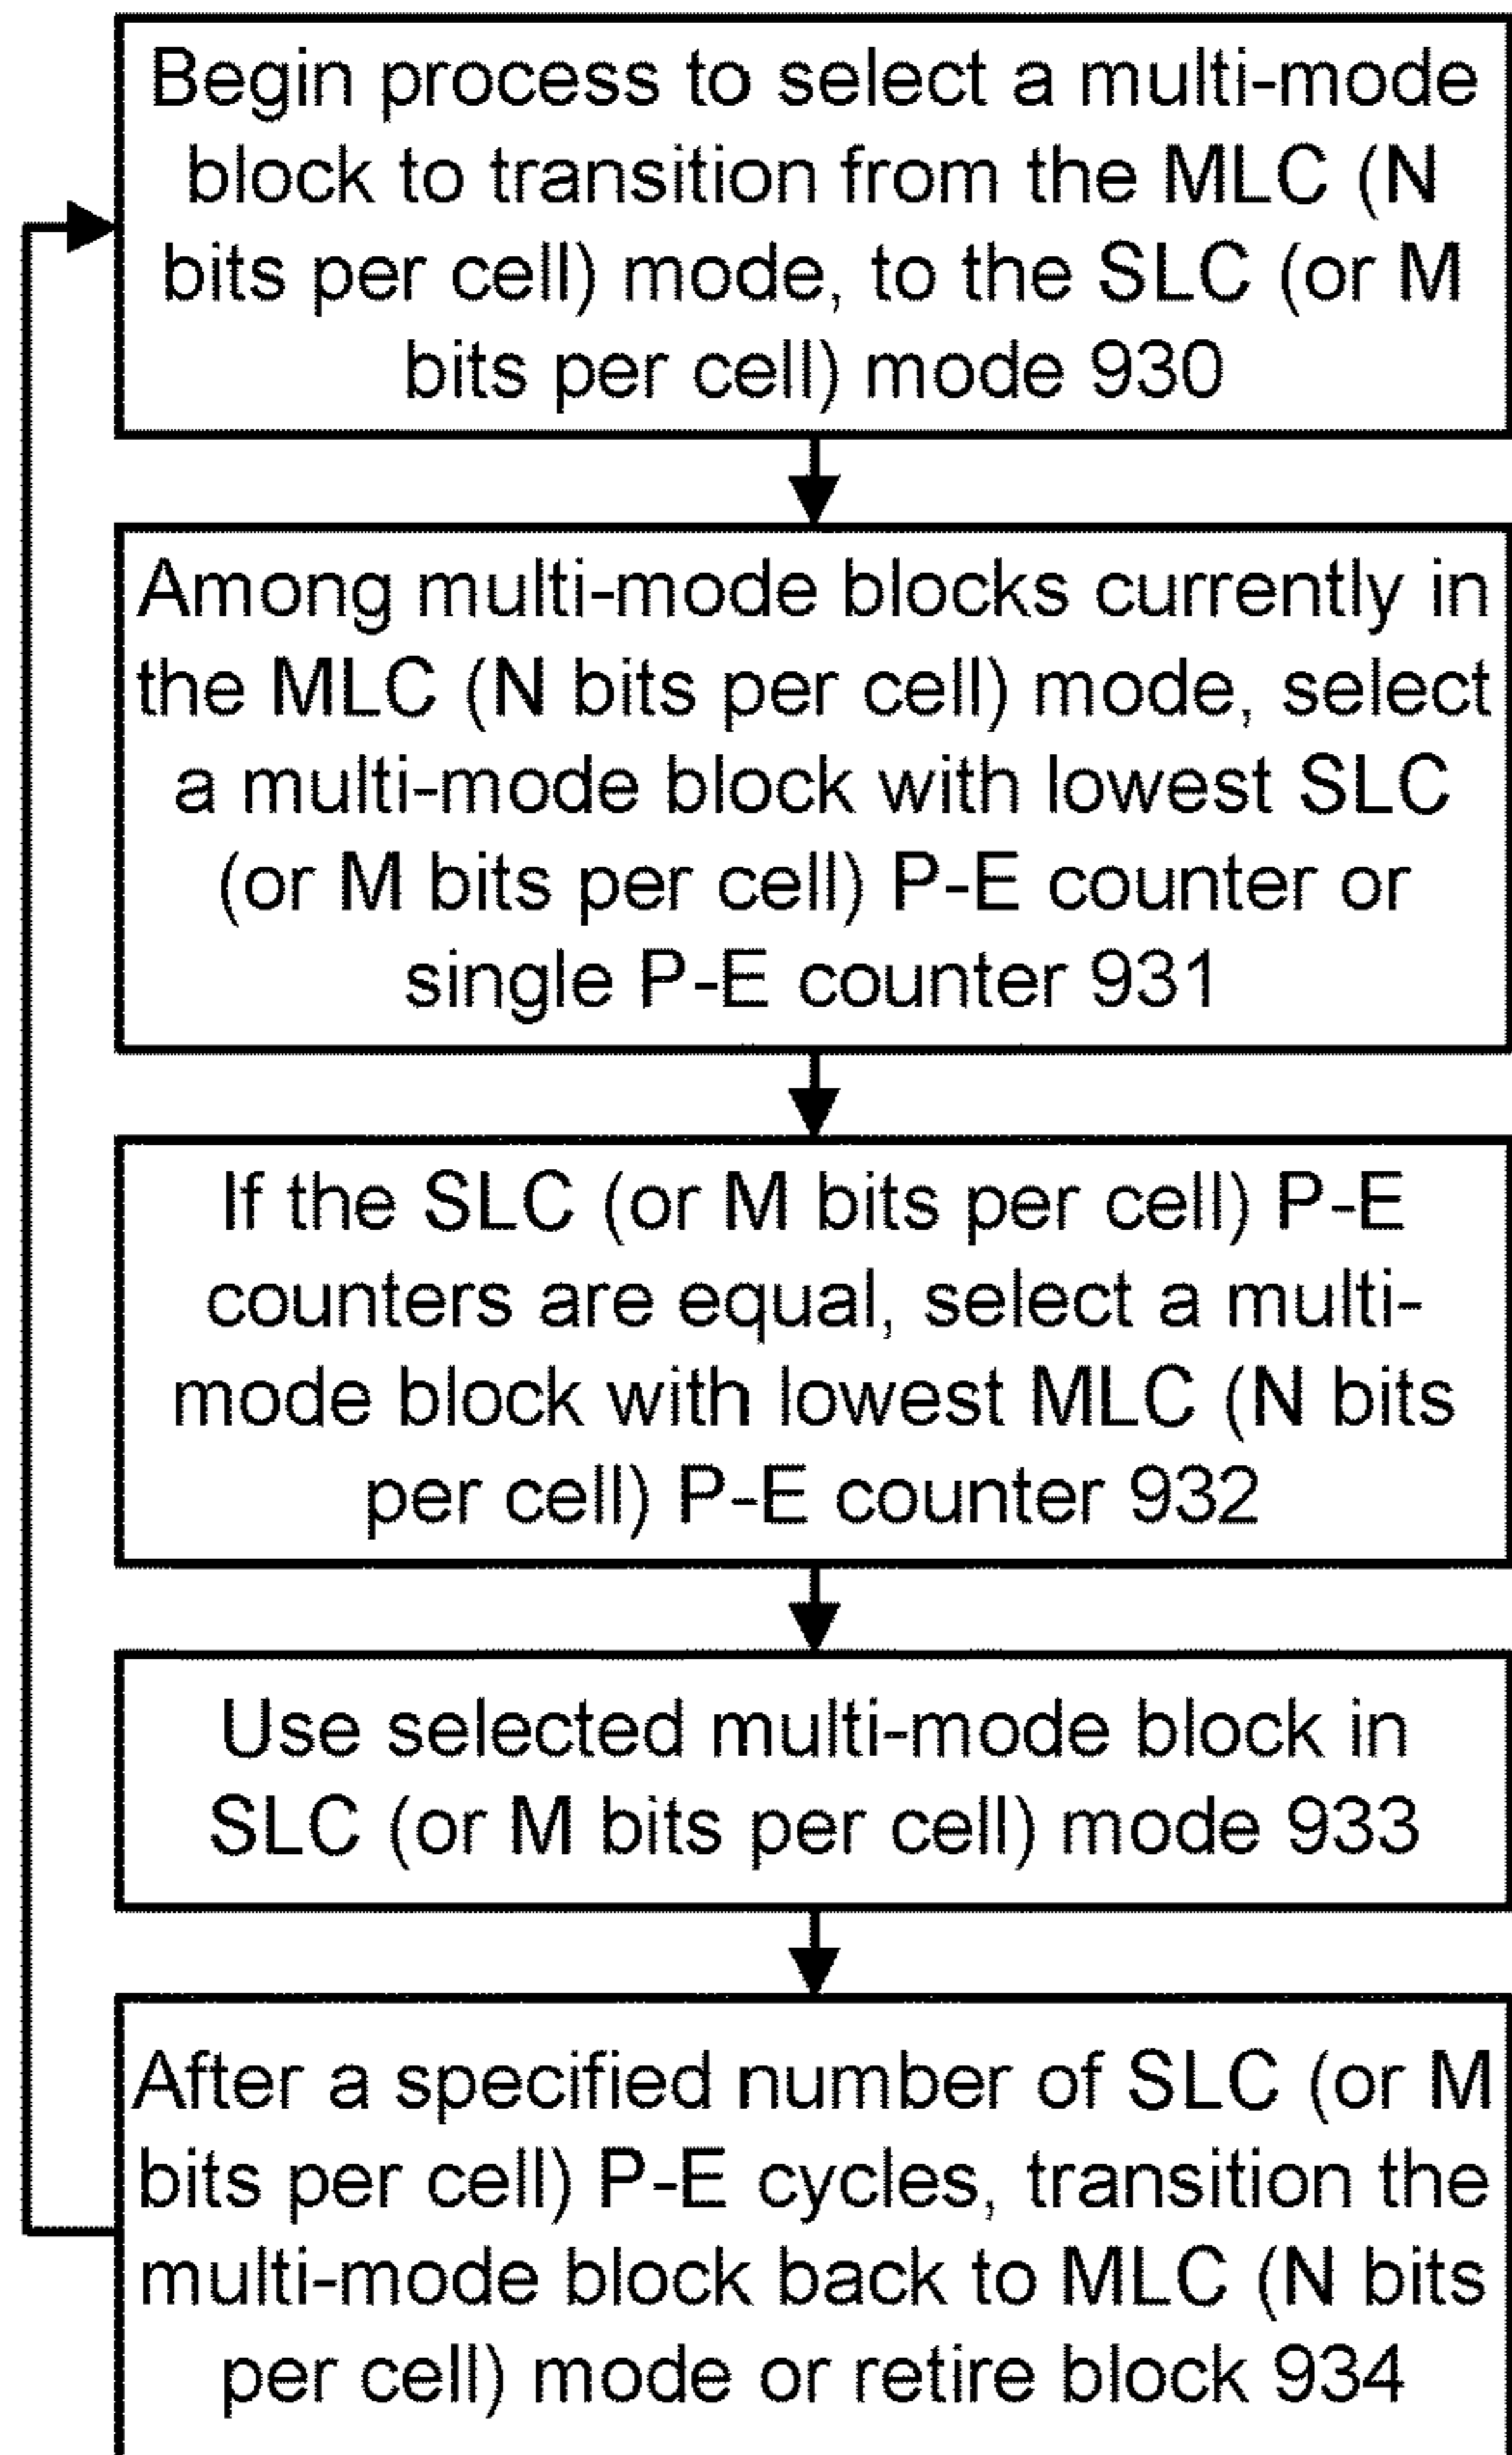 Begin process to select a multi-mode
block to transition from the MLC (N
bits per cell) mode, to the SLC (or M
bits per cell) mode 930
Among multi-mode blocks currently in
the MLC (N bits per cell) mode, select
a multi-mode block with lowest SLC
(or M bits per cell) P-E counter or
single P-E counter 931
If the SLC (or M bits per cell) P-E
counters are equal, select a multi-
mode block with lowest MLC (N bits
per cell) P-E counter 932
Use selected multi-mode block in
SLC (or M bits per cell) mode 933
After a specified number of SLC (or M
bits per cell) P-E cycles, transition the
multi-mode block back to MLC (N bits
per cell) mode or retire block 934